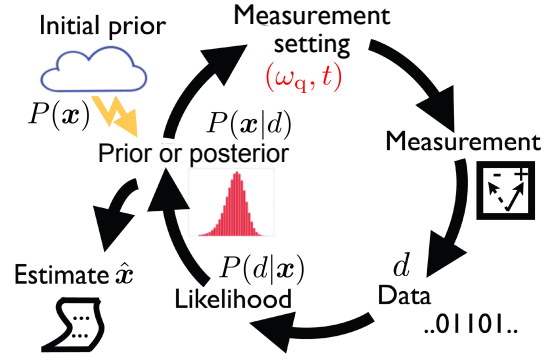 Initial prior
Measurement
setting
(ω_q, t)
P(𝒙)
P(𝒙|d)
Prior or posterior
Measurement
- +
Estimate 𝒙̂
...
...
P(d|𝒙)
Likelihood
d
Data
..01101..